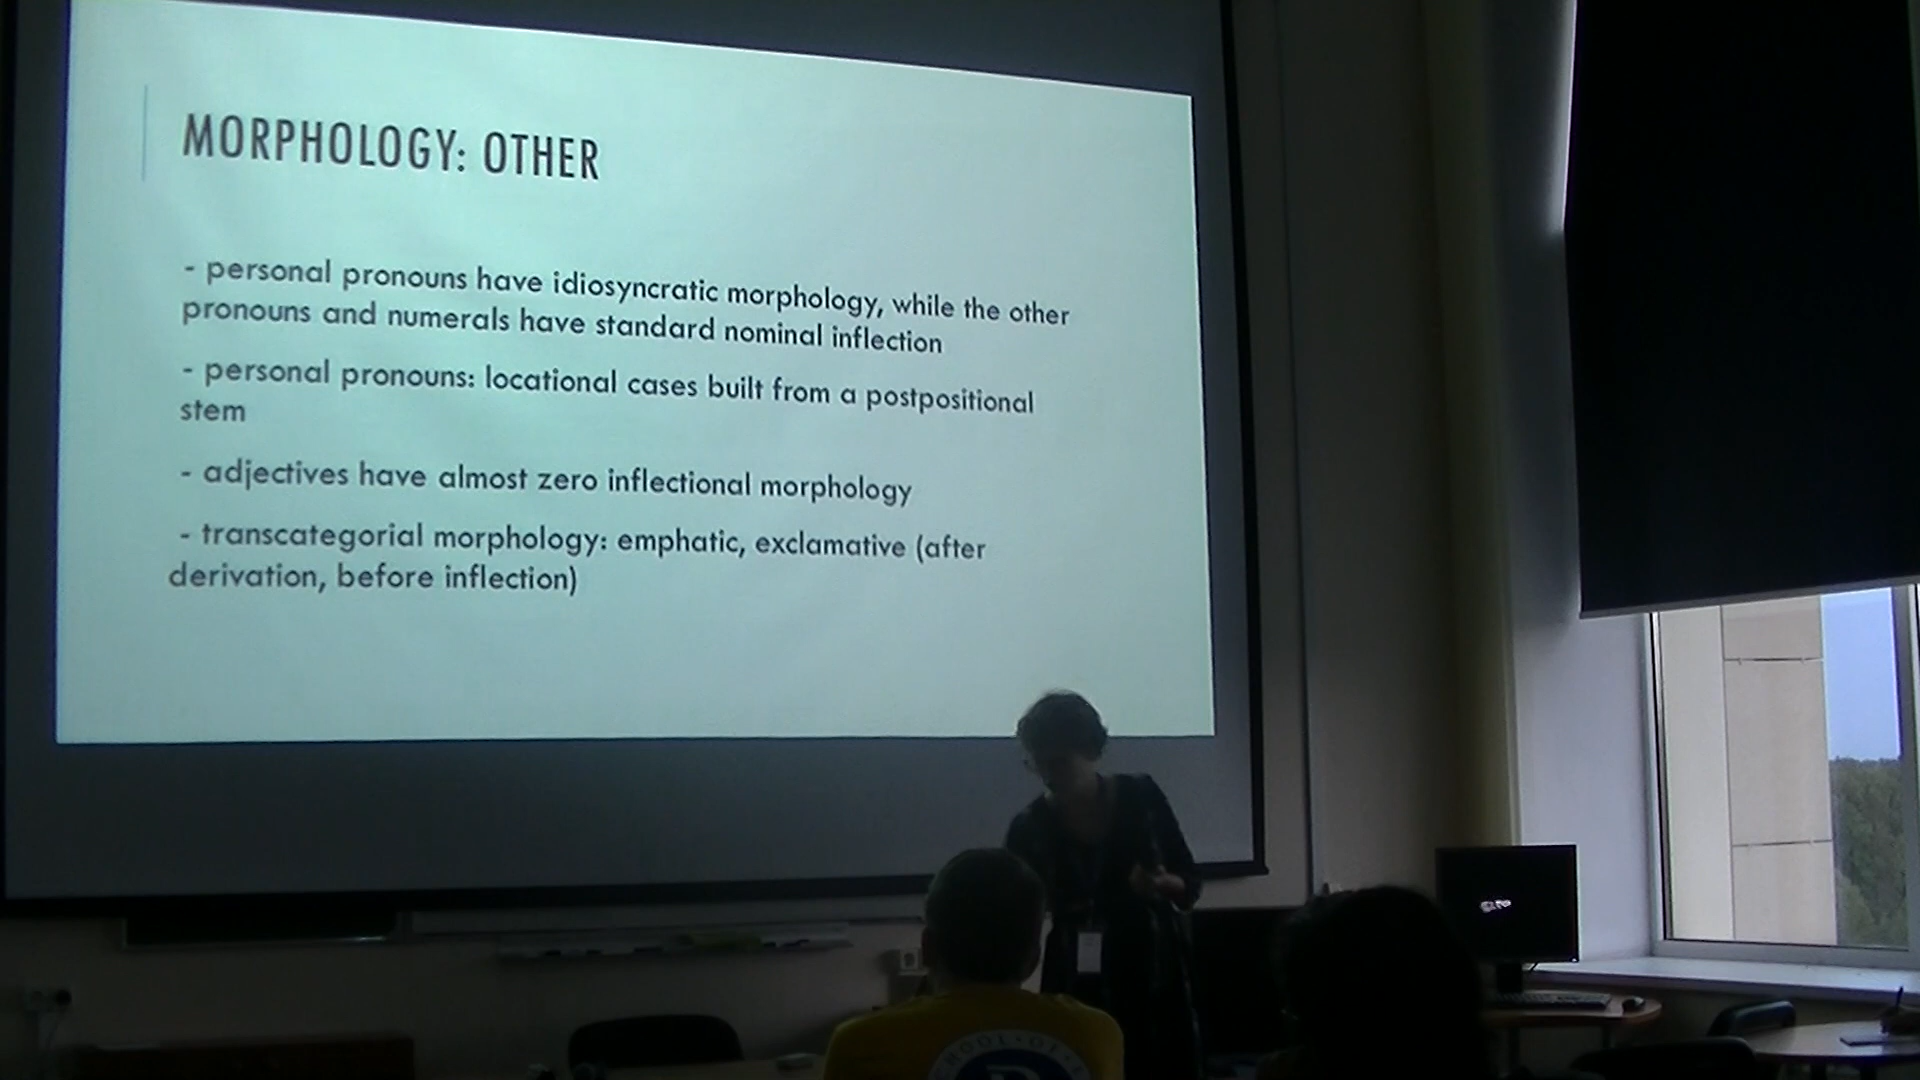 MORPHOLOGY: OTHER
- personal pronouns have idiosyncratic morphology, while the other
pronouns and numerals have standard nominal inflection
- personal pronouns: locational cases built from a postpositional
stem
- adjectives have almost zero inflectional morphology
- transcategorial morphology: emphatic, exclamative (after
derivation, before inflection)